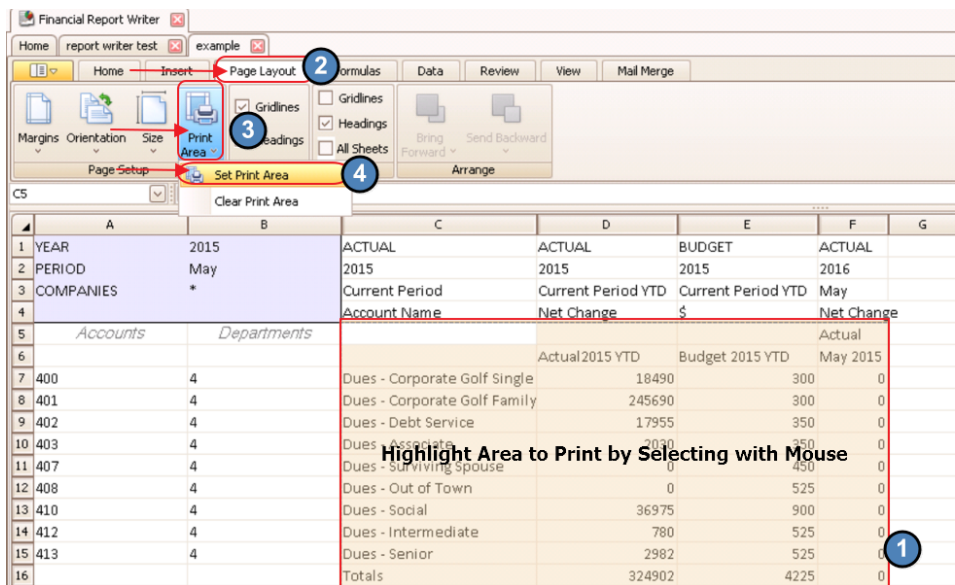 Financial Report Writer
Home report writer test example
Home Insert Page Layout 2 ormulas Data Review View Mail Merge
Margins Orientation Size Print Area 3 Gridlines eadings Gridlines Headings All Sheets Bring Forward Send Backward
Page Setup Arrange
Set Print Area 4
C5
Clear Print Area
A B C D E F G
1 YEAR 2015 ACTUAL ACTUAL BUDGET ACTUAL
2 PERIOD May 2015 2015 2015 2016
3 COMPANIES * Current Period Current Period YTD Current Period YTD May
4 Account Name Net Change $ Net Change
5 Accounts Departments Actual
6 Actual 2015 YTD Budget 2015 YTD May 2015
7 400 4 Dues - Corporate Golf Single 18490 300 0
8 401 4 Dues - Corporate Golf Family 245690 300 0
9 402 4 Dues - Debt Service 17955 350 0
10 403 4 Dues - Associate 2030 350 0
Highlight Area to Print by Selecting with Mouse
11 407 4 Dues - Surviving Spouse 0 450 0
12 408 4 Dues - Out of Town 0 525 0
13 410 4 Dues - Social 36975 900 0
14 412 4 Dues - Intermediate 780 525 0
15 413 4 Dues - Senior 2982 525 0 1
16 Totals 324902 4225 0